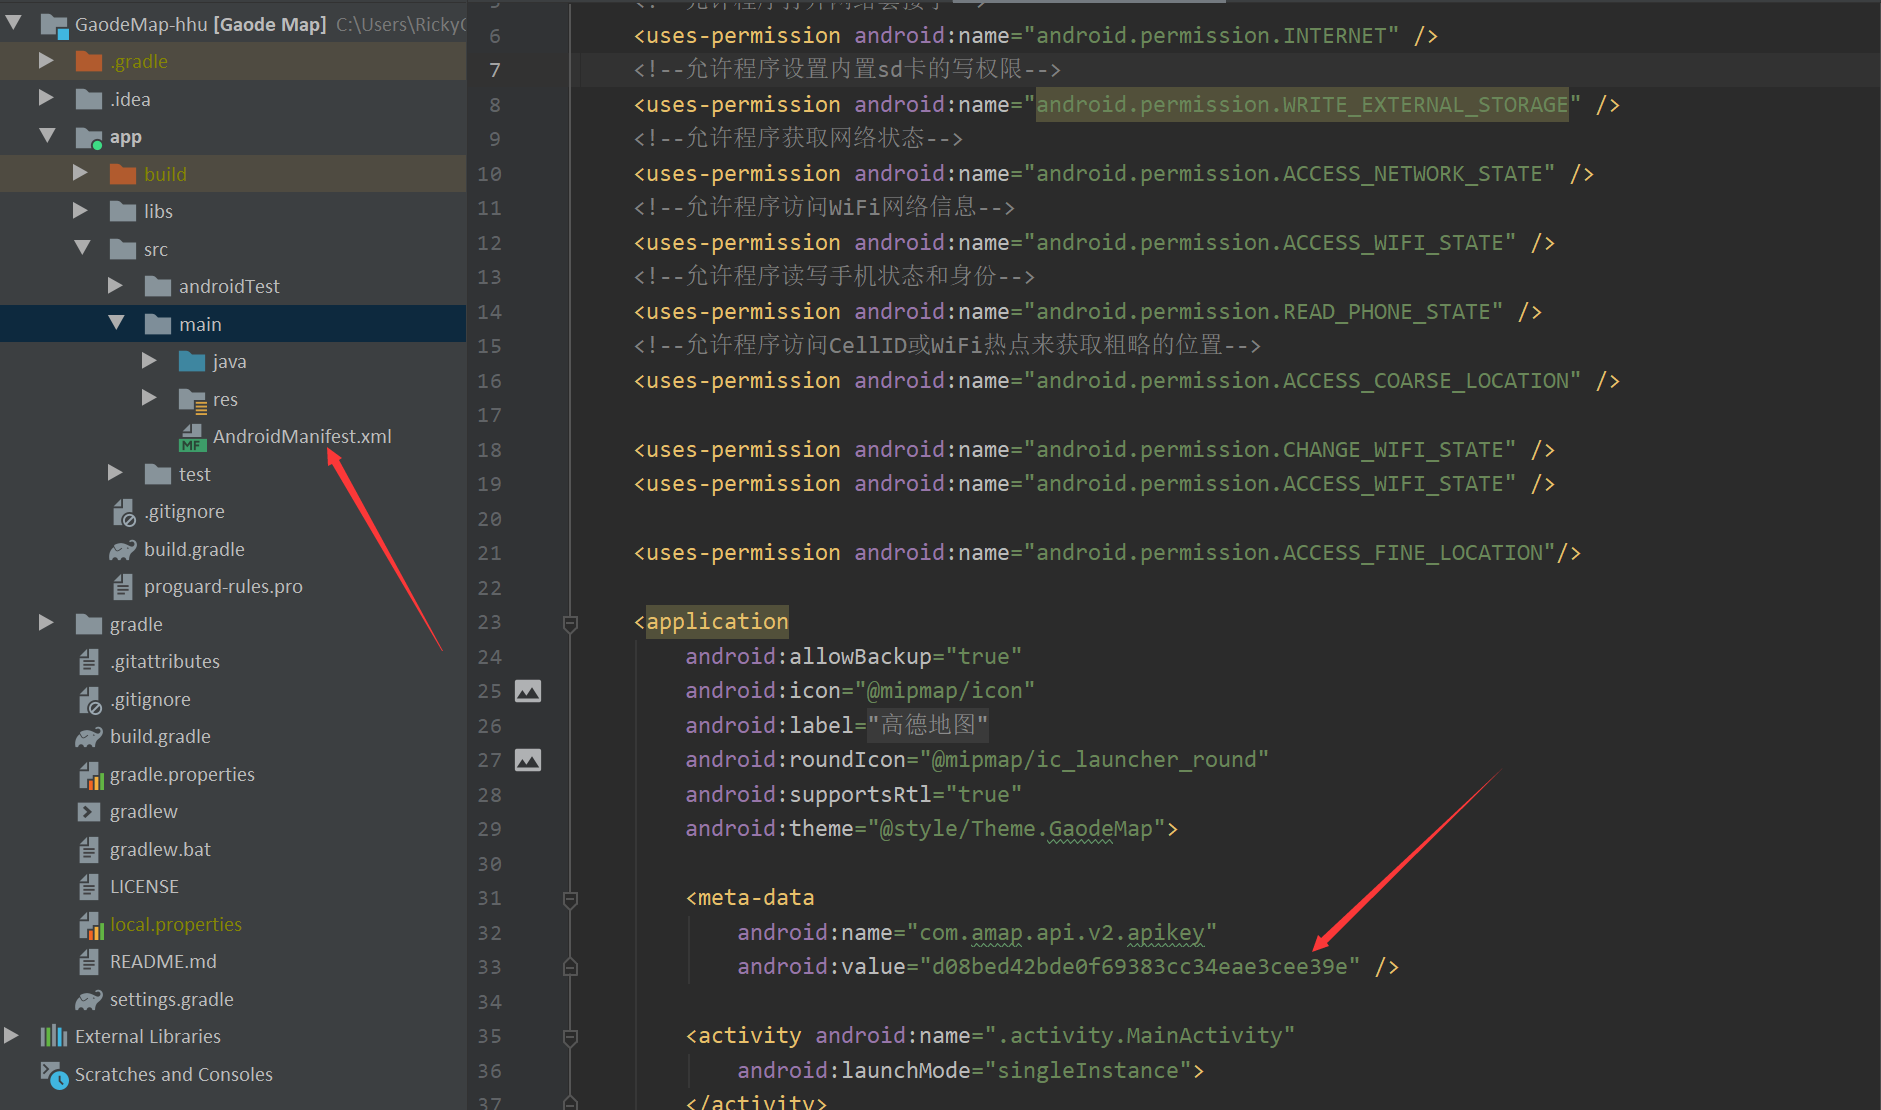 GaodeMap-hhu [Gaode Map] C:\Users\Ricky
.gradle
.idea
app
build
libs
src
androidTest
main
java
res
AndroidManifest.xml
MF
test
.gitignore
build.gradle
proguard-rules.pro
gradle
.gitattributes
.gitignore
build.gradle
gradle.properties
gradlew
gradlew.bat
LICENSE
local.properties
README.md
settings.gradle
External Libraries
Scratches and Consoles
6 <uses-permission android:name="android.permission.INTERNET" />
7 <!--允许程序设置内置sd卡的写权限-->
8 <uses-permission android:name="android.permission.WRITE_EXTERNAL_STORAGE" />
9 <!--允许程序获取网络状态-->
10 <uses-permission android:name="android.permission.ACCESS_NETWORK_STATE" />
11 <!--允许程序访问WiFi网络信息-->
12 <uses-permission android:name="android.permission.ACCESS_WIFI_STATE" />
13 <!--允许程序读写手机状态和身份-->
14 <uses-permission android:name="android.permission.READ_PHONE_STATE" />
15 <!--允许程序访问CellID或WiFi热点来获取粗略的位置-->
16 <uses-permission android:name="android.permission.ACCESS_COARSE_LOCATION" />
17
18 <uses-permission android:name="android.permission.CHANGE_WIFI_STATE" />
19 <uses-permission android:name="android.permission.ACCESS_WIFI_STATE" />
20
21 <uses-permission android:name="android.permission.ACCESS_FINE_LOCATION"/>
22
23 <application
24 android:allowBackup="true"
25 android:icon="@mipmap/icon"
26 android:label="高德地图"
27 android:roundIcon="@mipmap/ic_launcher_round"
28 android:supportsRtl="true"
29 android:theme="@style/Theme.GaodeMap">
30
31 <meta-data
32 android:name="com.amap.api.v2.apikey"
33 android:value="d08bed42bde0f69383cc34eae3cee39e" />
34
35 <activity android:name=".activity.MainActivity"
36 android:launchMode="singleInstance">
37 </activity>